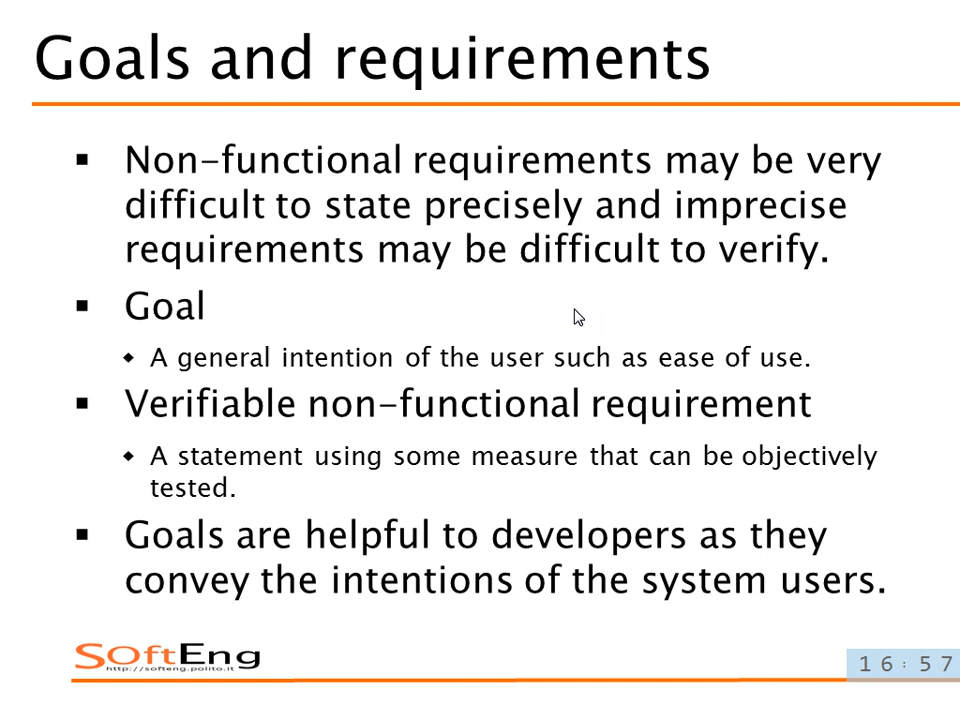 Goals and requirements
▪ Non-functional requirements may be very
difficult to state precisely and imprecise
requirements may be difficult to verify.
▪ Goal
◆ A general intention of the user such as ease of use.
▪ Verifiable non-functional requirement
◆ A statement using some measure that can be objectively
tested.
▪ Goals are helpful to developers as they
convey the intentions of the system users.
SOftEng
http://softeng.polito.it
16:57